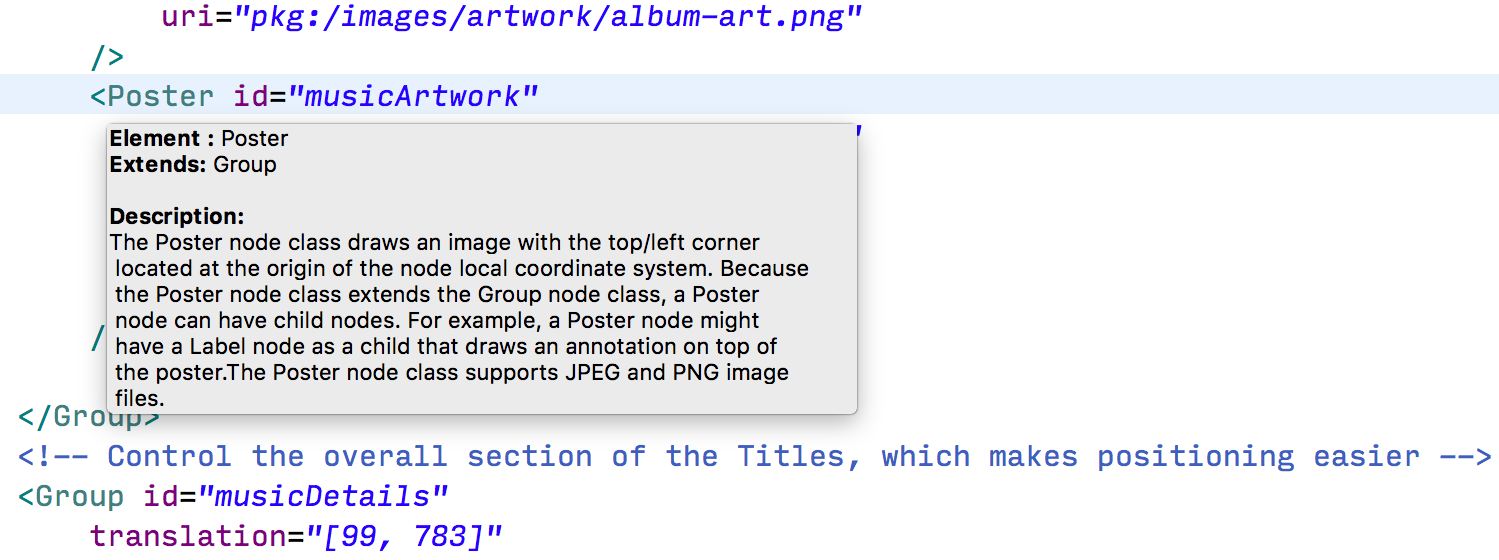 uri="pkg:/images/artwork/album-art.png"
/>
<Poster id="musicArtwork"
"
Element : Poster
Extends: Group
Description:
The Poster node class draws an image with the top/left corner
located at the origin of the node local coordinate system. Because
the Poster node class extends the Group node class, a Poster
node can have child nodes. For example, a Poster node might
have a Label node as a child that draws an annotation on top of
the poster.The Poster node class supports JPEG and PNG image
files.
/
</Group>
<!-- Control the overall section of the Titles, which makes positioning easier -->
<Group id="musicDetails"
translation="[99, 783]"